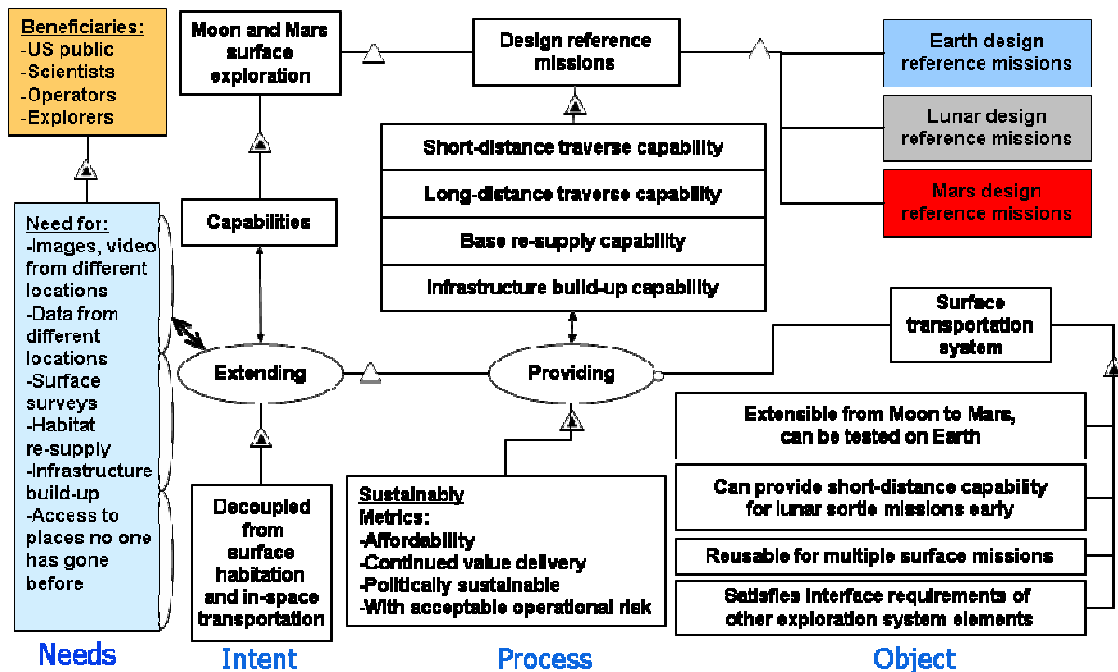 Beneficiaries:
-US public
-Scientists
-Operators
-Explorers
Need for:
-Images, video
from different
locations
-Data from
different
locations
-Surface
surveys
-Habitat
re-supply
-Infrastructure
build-up
-Access to
places no one
has gone
before
Needs
Moon and Mars
surface
exploration
Capabilities
Extending
Decoupled
from
surface
habitation
and in-space
transportation
Intent
Design reference
missions
Short-distance traverse capability
Long-distance traverse capability
Base re-supply capability
Infrastructure build-up capability
Providing
Sustainably
Metrics:
-Affordability
-Continued value delivery
-Politically sustainable
-With acceptable operational risk
Process
Earth design
reference missions
Lunar design
reference missions
Mars design
reference missions
Surface
transportation
system
Extensible from Moon to Mars,
can be tested on Earth
Can provide short-distance capability
for lunar sortie missions early
Reusable for multiple surface missions
Satisfies interface requirements of
other exploration system elements
Object